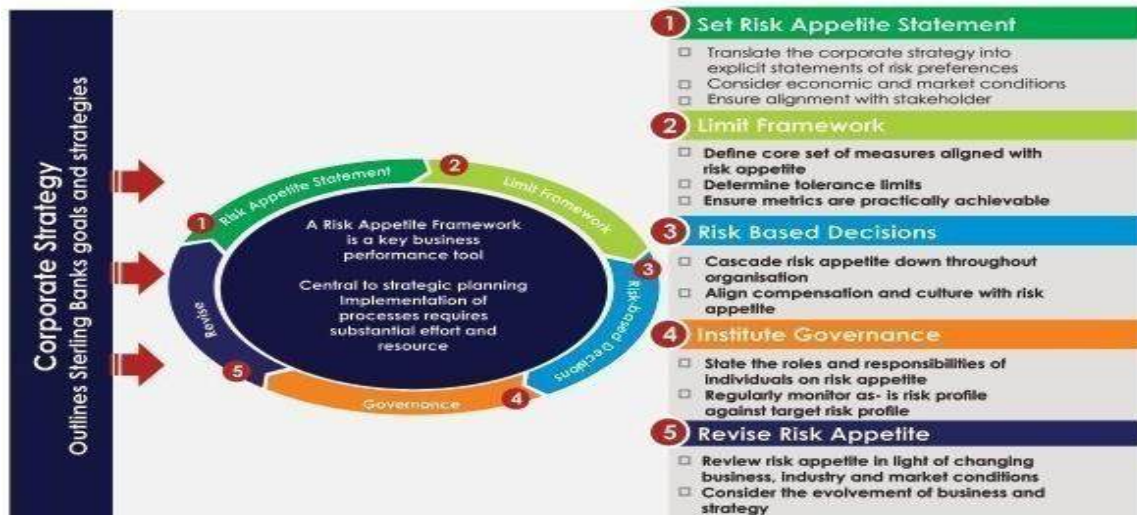 Corporate Strategy
Outlines Sterling Banks goals and strategies
1
Risk Appetite Statement
2
Limit Framework
3
Risk-based Decisions
4
Governance
5
Revise
A Risk Appetite Framework
is a key business
performance tool
Central to strategic planning
Implementation of
processes requires
substantial effort and
resource
1 Set Risk Appetite Statement
Translate the corporate strategy into
explicit statements of risk preferences
Consider economic and market conditions
Ensure alignment with stakeholder
2 Limit Framework
Define core set of measures aligned with
risk appetite
Determine tolerance limits
Ensure metrics are practically achievable
3 Risk Based Decisions
Cascade risk appetite down throughout
organisation
Align compensation and culture with risk
appetite
4 Institute Governance
State the roles and responsibilities of
individuals on risk appetite
Regularly monitor as- is risk profile
against target risk profile
5 Revise Risk Appetite
Review risk appetite in light of changing
business, industry and market conditions
Consider the evolvement of business and
strategy